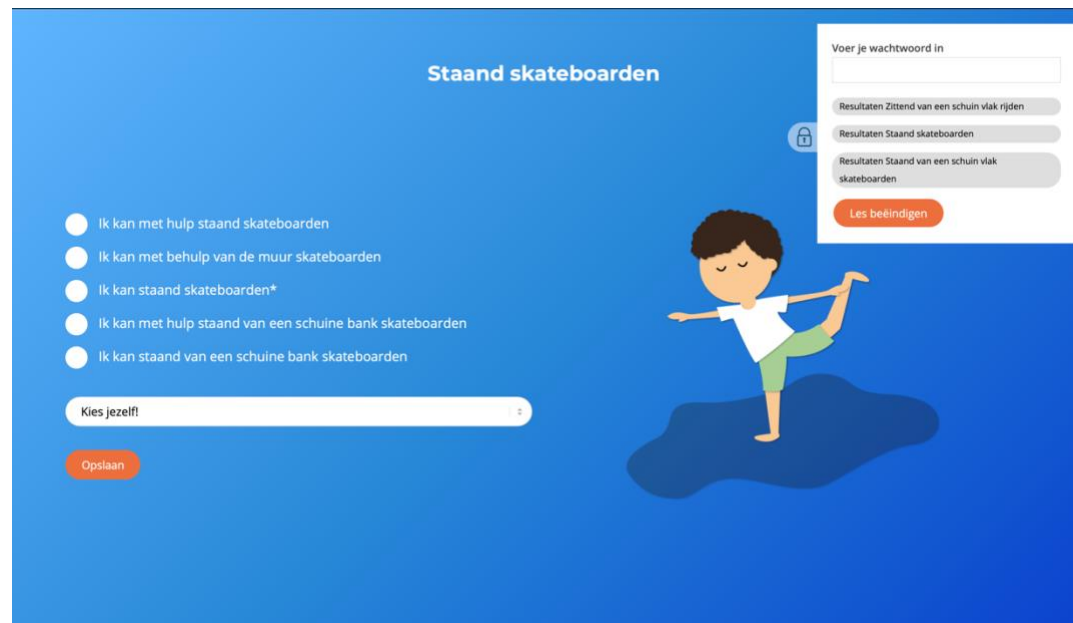 Staand skateboarden
Voer je wachtwoord in
Resultaten Zittend van een schuin vlak rijden
Resultaten Staand skateboarden
Resultaten Staand van een schuin vlak
skateboarden
Les beëindigen
Ik kan met hulp staand skateboarden
Ik kan met behulp van de muur skateboarden
Ik kan staand skateboarden*
Ik kan met hulp staand van een schuine bank skateboarden
Ik kan staand van een schuine bank skateboarden
Kies jezelf!
Opslaan